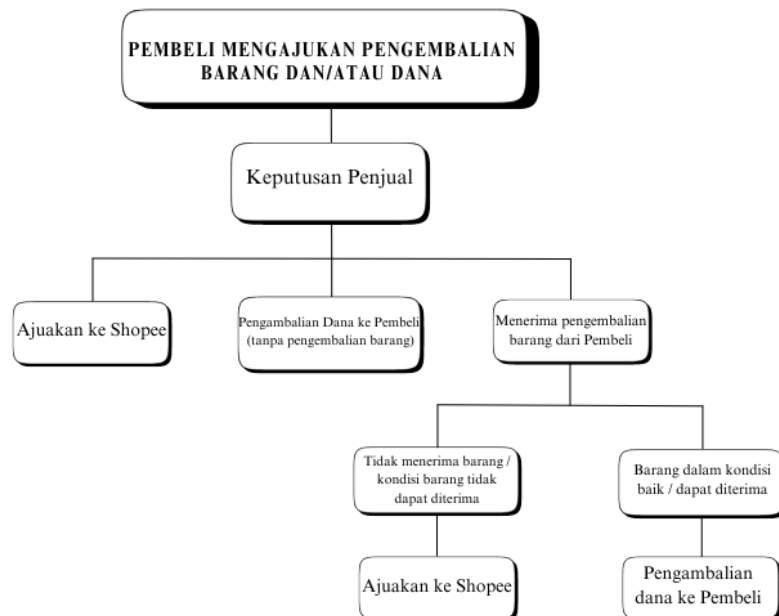 PEMBELI MENGAJUKAN PENGEMBALIAN
BARANG DAN/ATAU DANA
Keputusan Penjual
Ajuakan ke Shopee
Pengambalian Dana ke Pembeli
(tanpa pengembalian barang)
Menerima pengembalian
barang dari Pembeli
Tidak menerima barang /
kondisi barang tidak
dapat diterima
Barang dalam kondisi
baik / dapat diterima
Ajuakan ke Shopee
Pengambalian
dana ke Pembeli